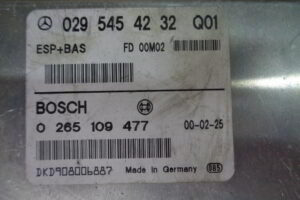 029 545 42 32 Q01
ESP+BAS FD 00M02
BOSCH
0 265 109 477 00-02-25
DKD908006887 Made in Germany 085